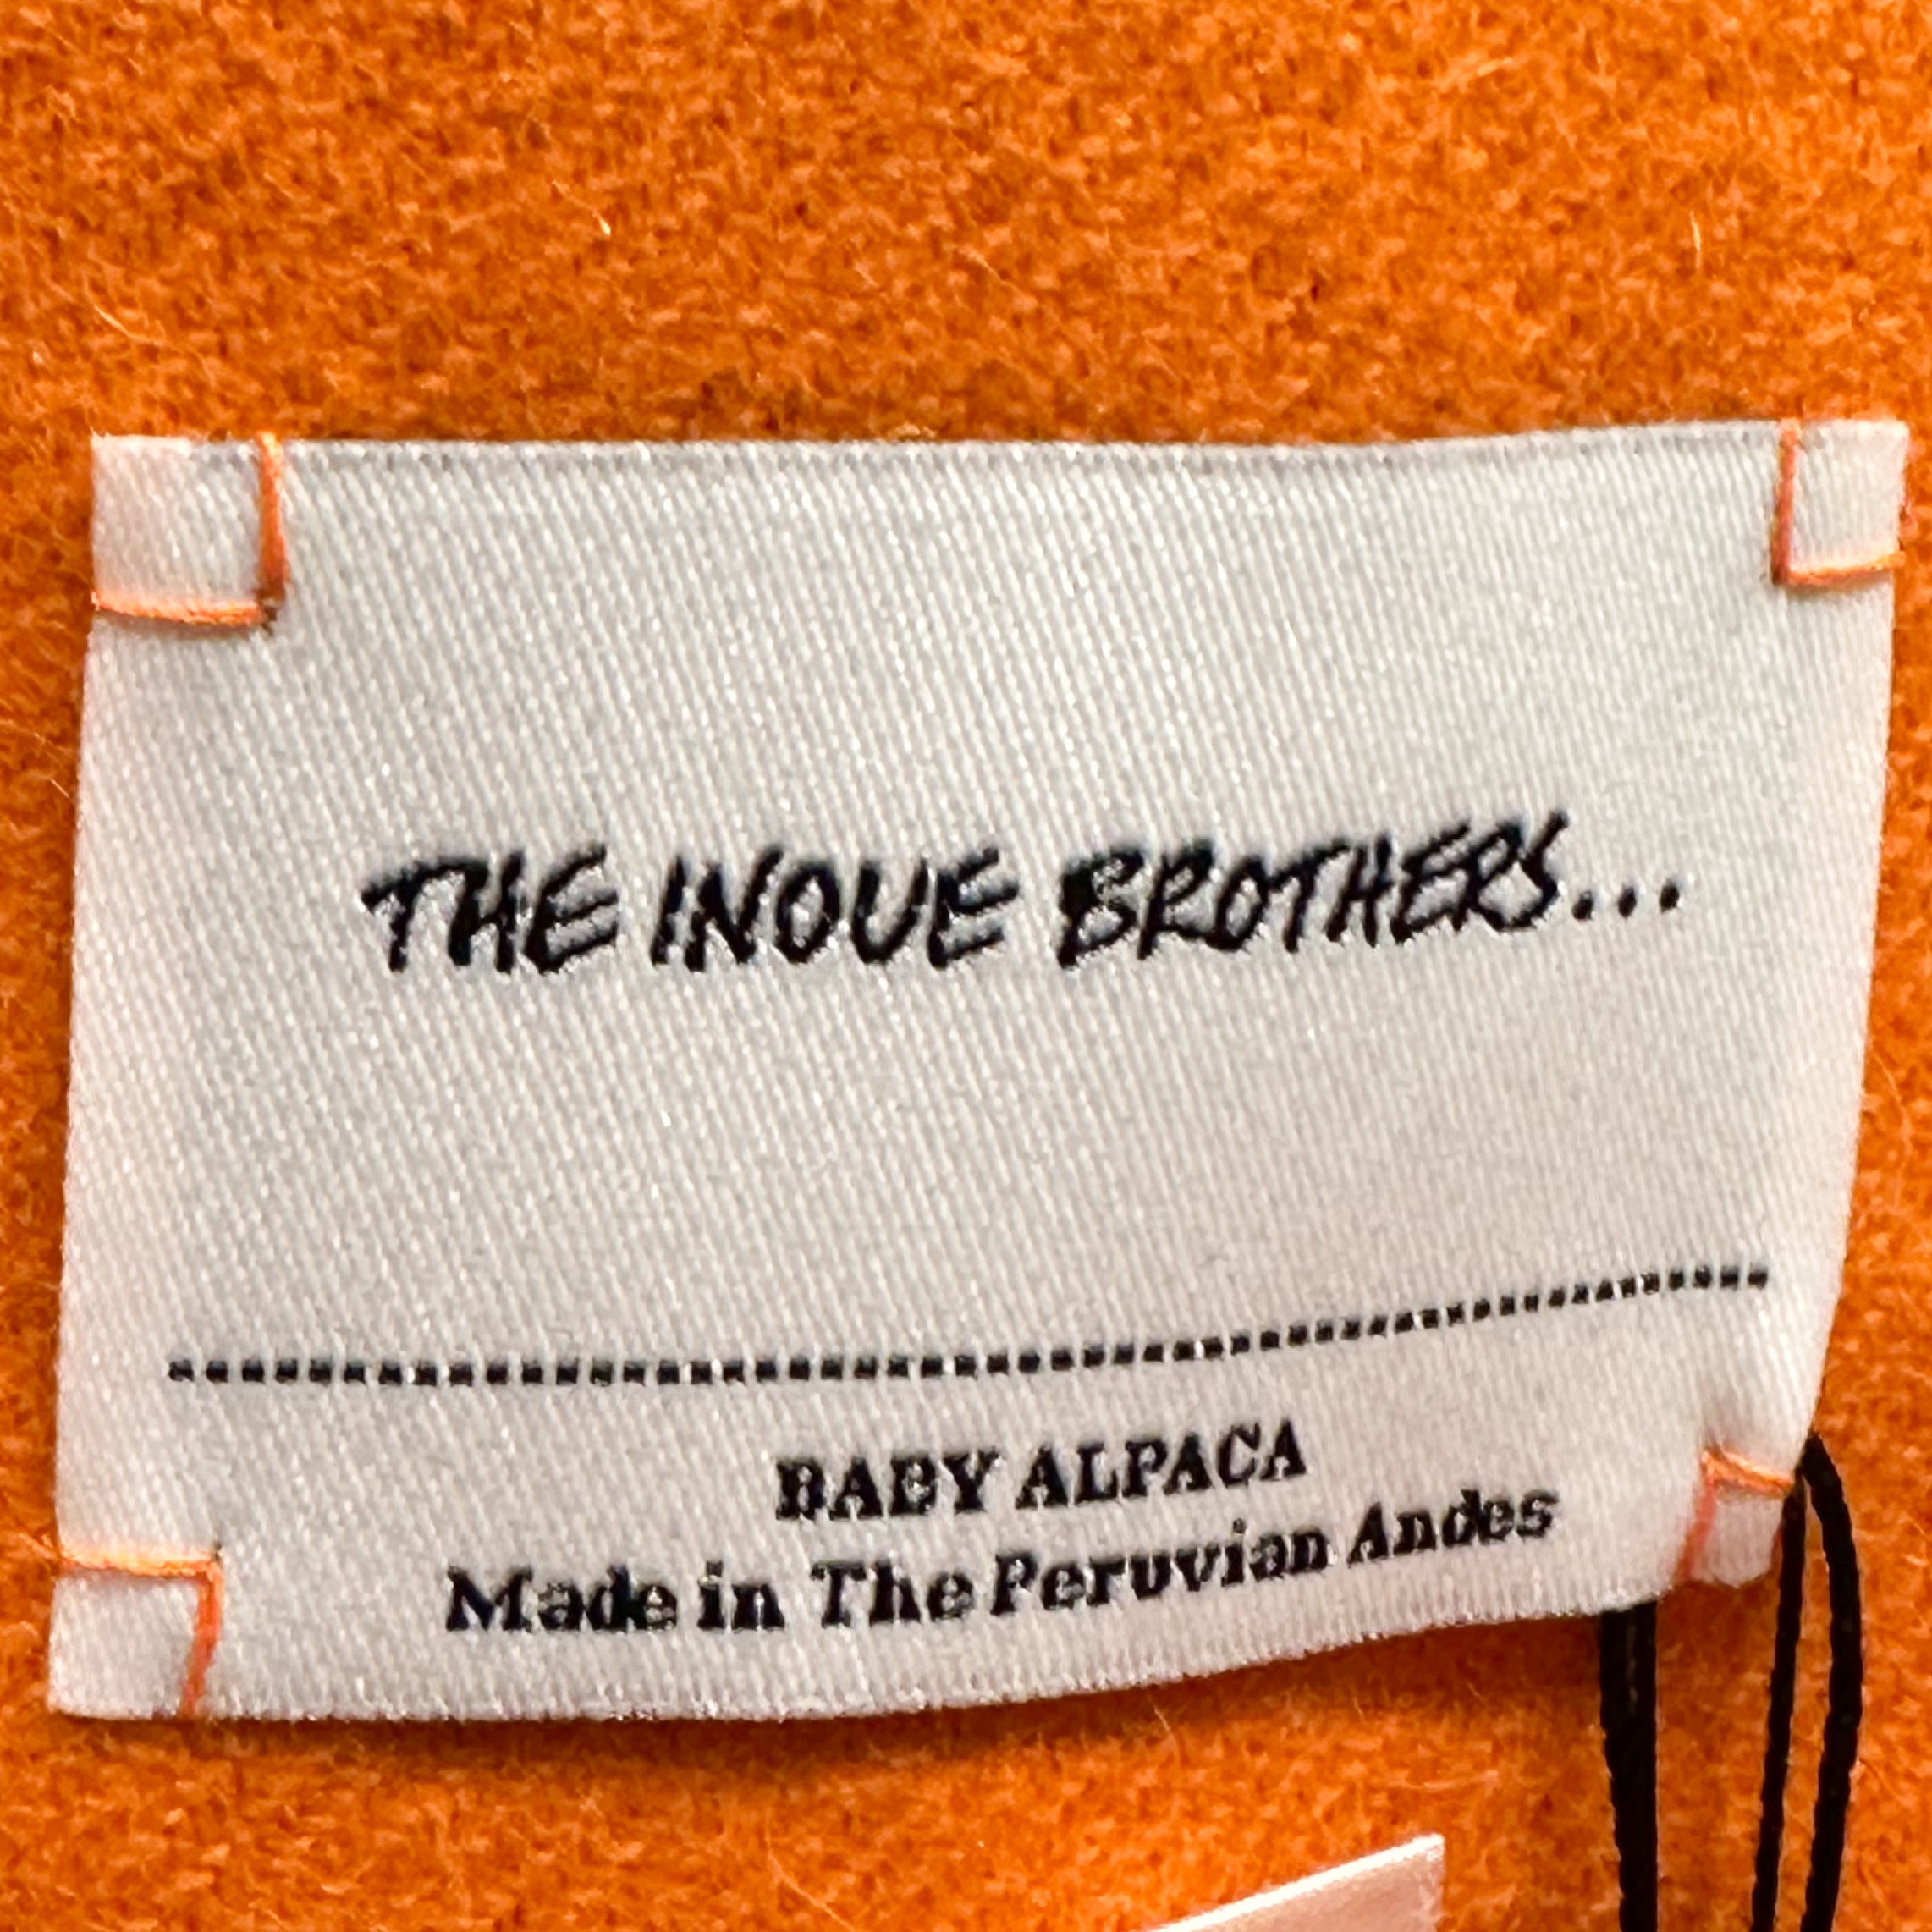 THE INOUE BROTHERS...
BABY ALPACA
Made in The Peruvian Andes